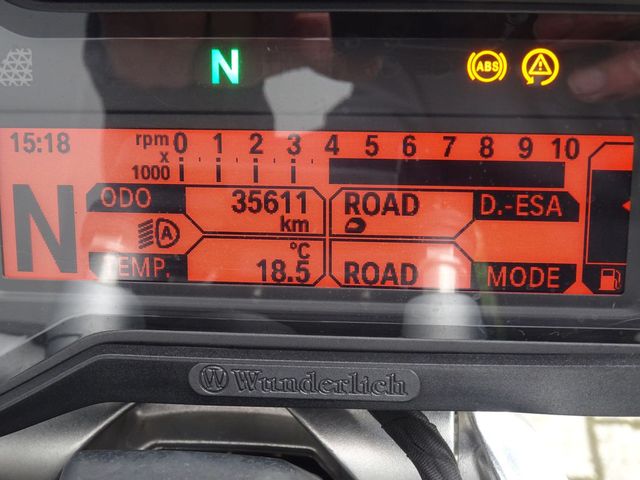 N ABS
15:18 rpm x 1000 0 1 2 3 4 5 6 7 8 9 10
N ODO 35611 km ROAD D.-ESA
A
TEMP. °C 18.5 ROAD MODE
W Wunderlich